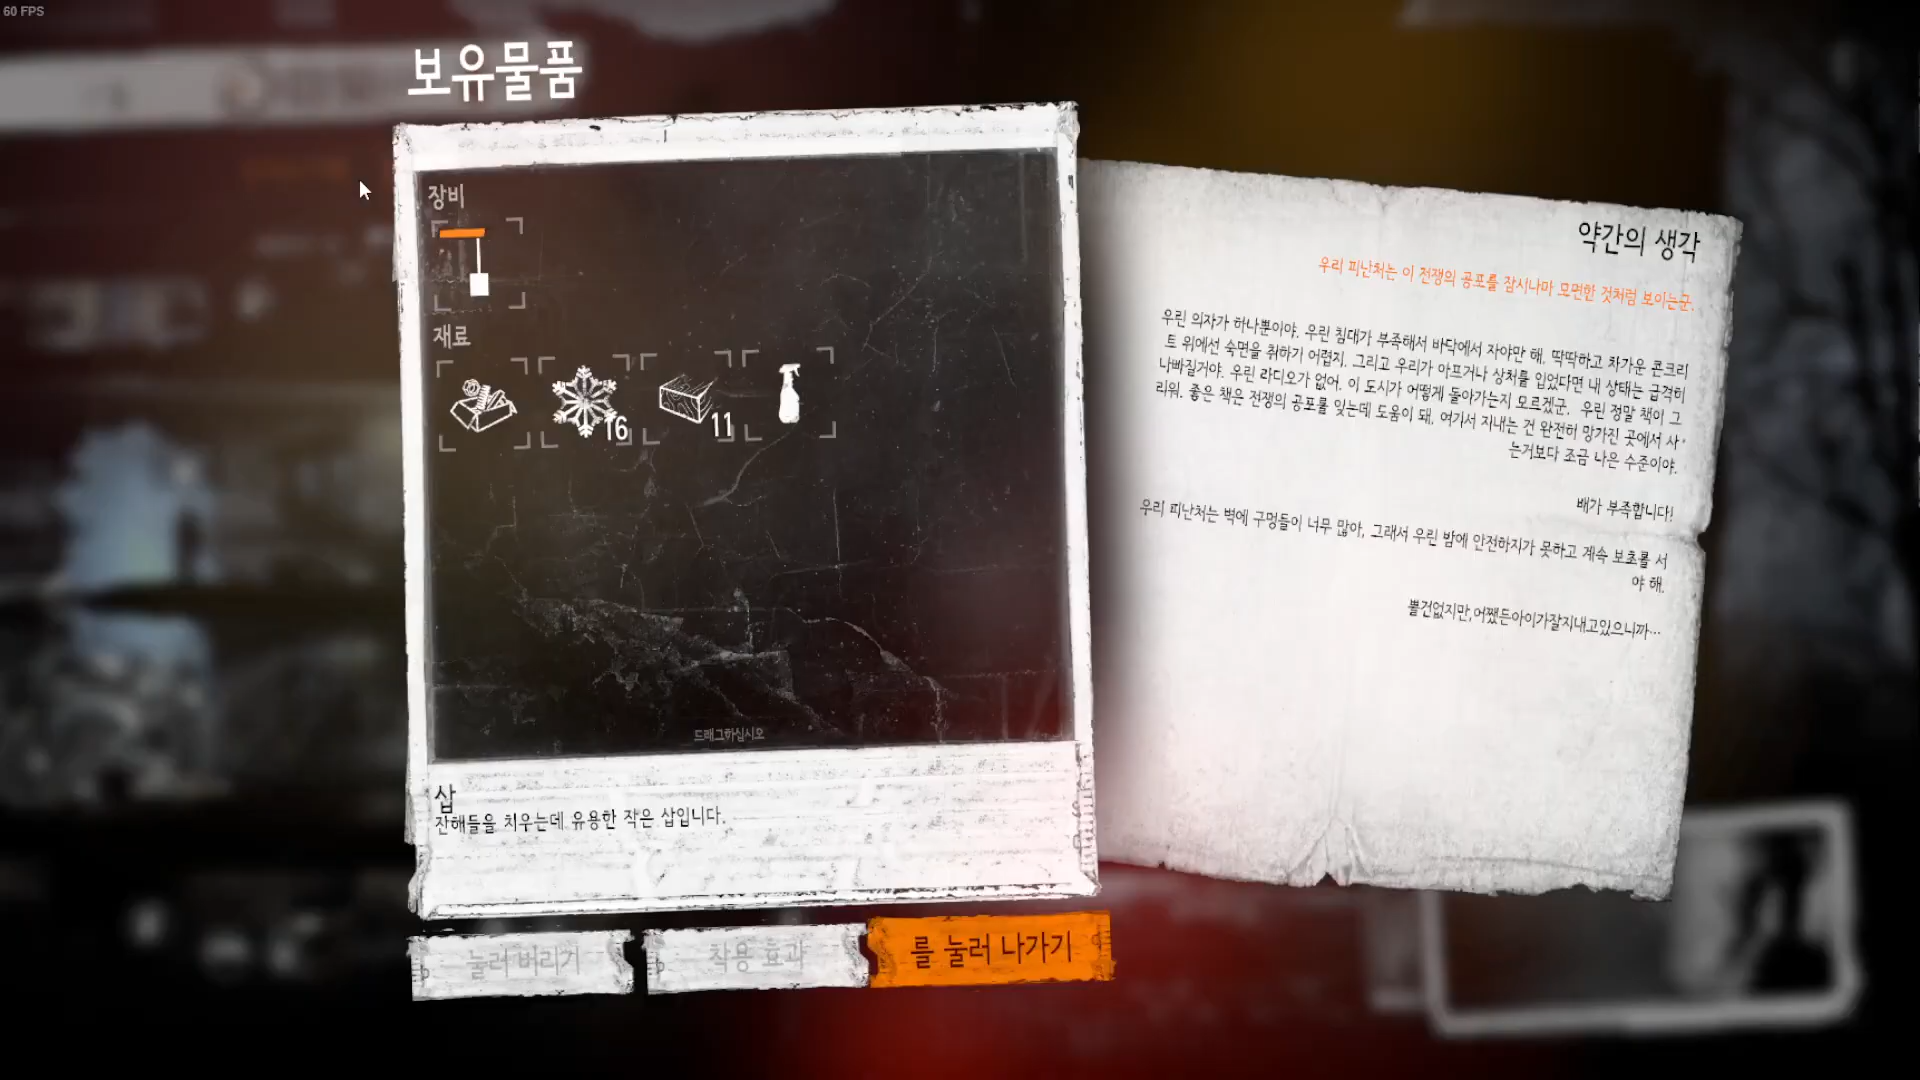 60 FPS
보유물품
장비
재료
16
11
드래그하십시오
삽
잔해들을 치우는데 유용한 작은 삽입니다.
눌러 버리기
착용 효과
를 눌러 나가기
약간의 생각
우리 피난처는 이 전쟁의 공포를 잠시나마 모면한 것처럼 보이는군.
우린 의자가 하나뿐이야. 우린 침대가 부족해서 바닥에서 자야만 해. 딱딱하고 차가운 콘크리
트 위에선 숙면을 취하기 어렵지. 그리고 우리가 아프거나 상처를 입었다면 내 상태는 급격히
나빠질거야. 우린 라디오가 없어. 이 도시가 어떻게 돌아가는지 모르겠군. 우린 정말 책이 그
리워. 좋은 책은 전쟁의 공포를 잊는데 도움이 돼. 여기서 지내는 건 완전히 망가진 곳에서 사
는거보다 조금 나은 수준이야.
배가 부족합니다!
우리 피난처는 벽에 구멍들이 너무 많아, 그래서 우린 밤에 안전하지가 못하고 계속 보초를 서
야 해.
뿔건없지만,어쨌든아이가잘지내고있으니까…